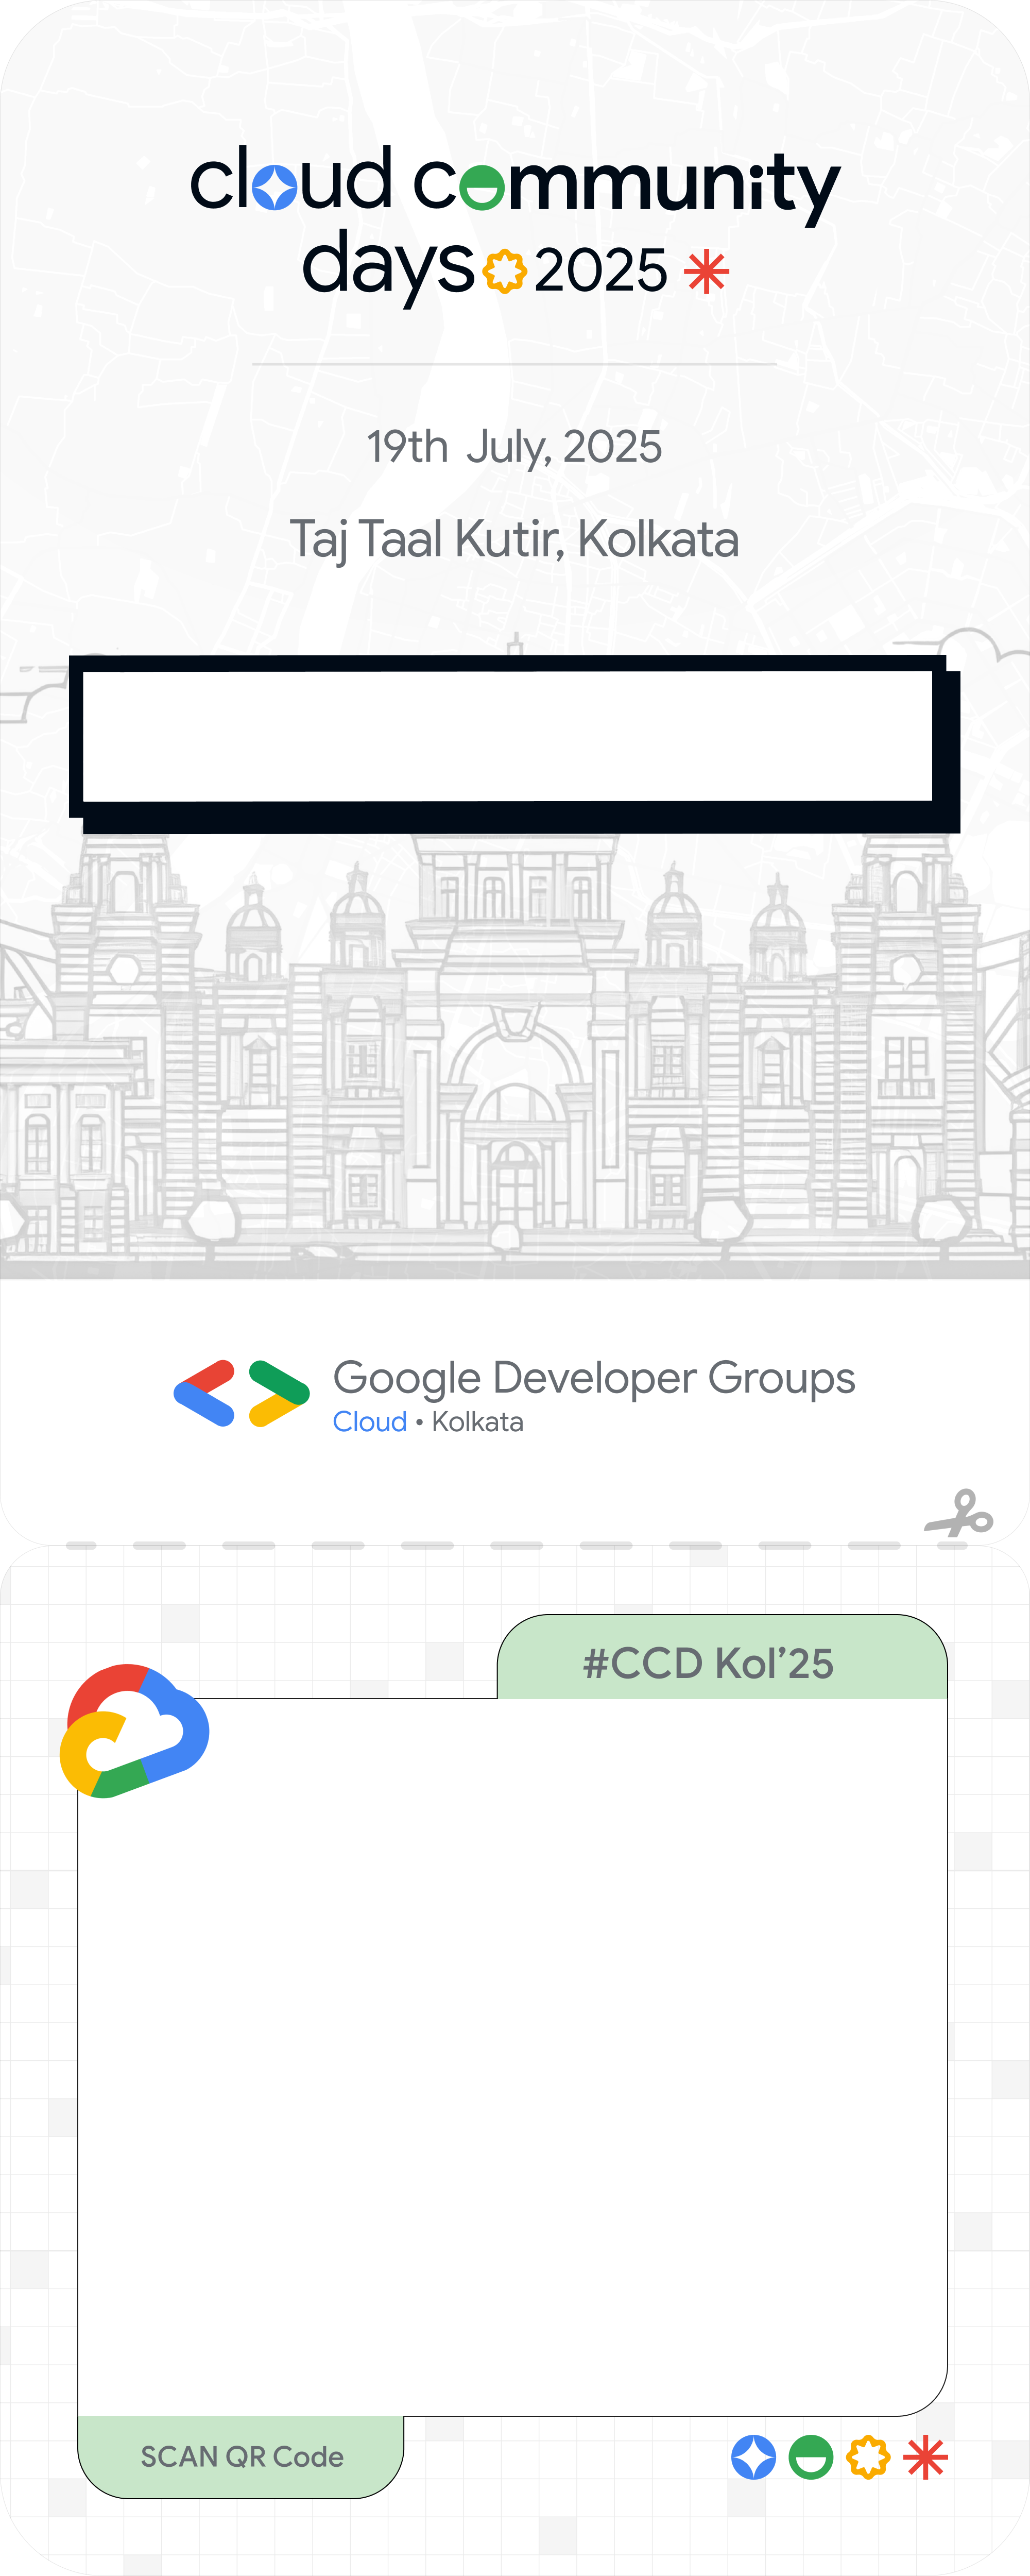 cloud community
days 2025
19th July, 2025
Taj Taal Kutir, Kolkata
Google Developer Groups
Cloud • Kolkata
#CCD Kol’25
SCAN QR Code